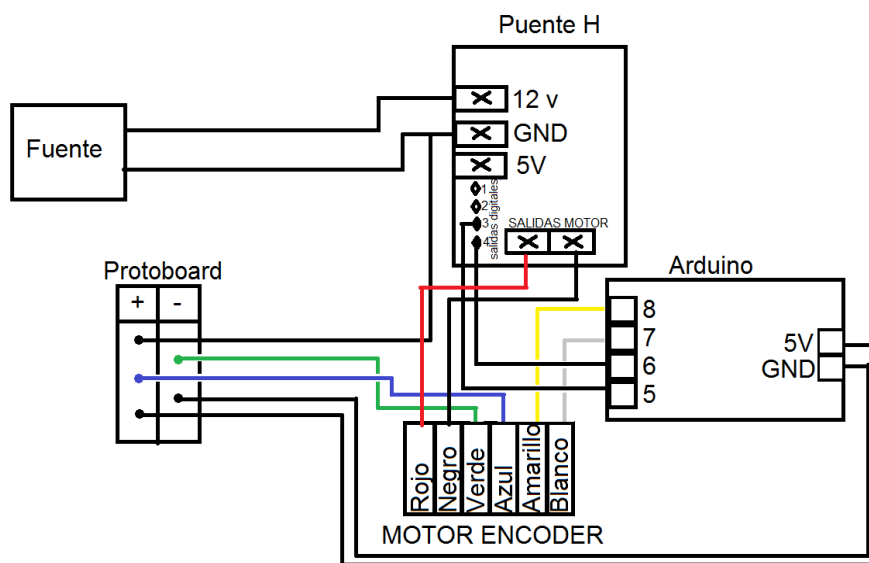 Puente H
12 v
GND
5V
Fuente
1
2
3
4
salidas digitales
SALIDAS MOTOR
Protoboard
+ -
Arduino
8
7
6
5
5V
GND
Rojo
Negro
Verde
Azul
Amarillo
Blanco
MOTOR ENCODER